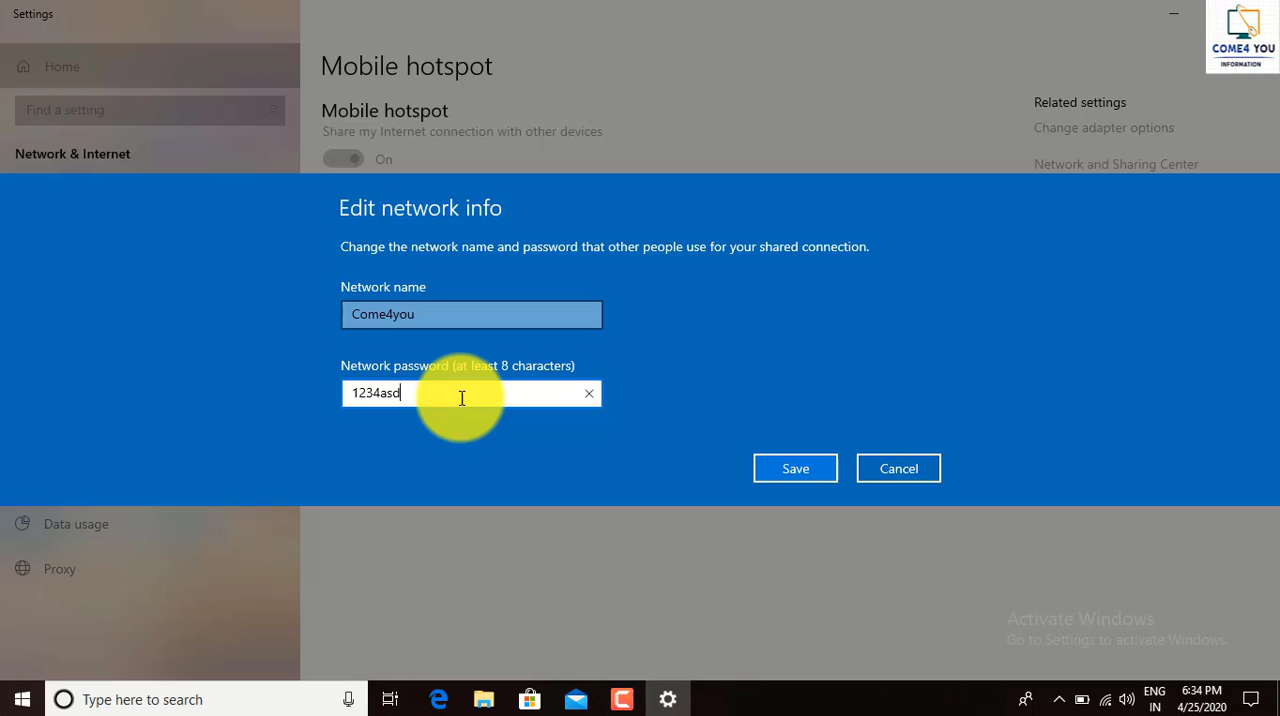 Settings
COME4 YOU
INFORMATION
Home
Find a setting
Network & Internet
Mobile hotspot
Mobile hotspot
Share my Internet connection with other devices
On
Related settings
Change adapter options
Network and Sharing Center
Edit network info
Change the network name and password that other people use for your shared connection.
Network name
Come4you
Network password (at least 8 characters)
1234asd
Save
Cancel
Data usage
Proxy
Activate Windows
Go to Settings to activate Windows.
Type here to search
ENG
IN
6:34 PM
4/25/2020